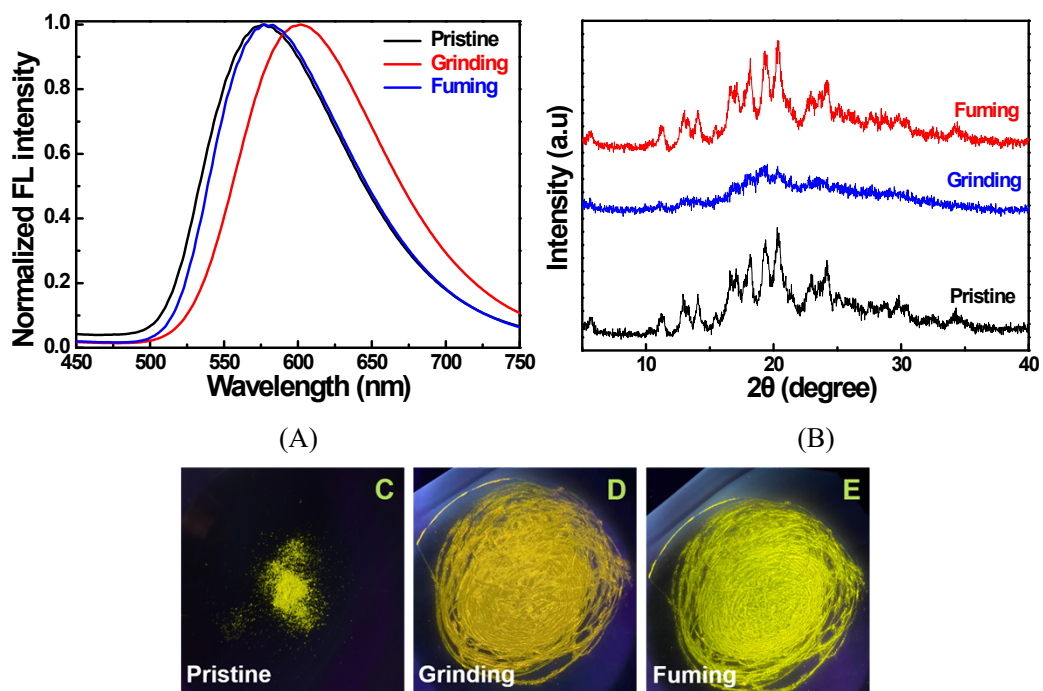 Normalized FL intensity
1.0
0.8
0.6
0.4
0.2
0.0
Pristine
Grinding
Fuming
450 500 550 600 650 700 750
Wavelength (nm)
(A)
Intensity (a.u)
Fuming
Grinding
Pristine
10 20 30 40
2θ (degree)
(B)
C
Pristine
D
Grinding
E
Fuming